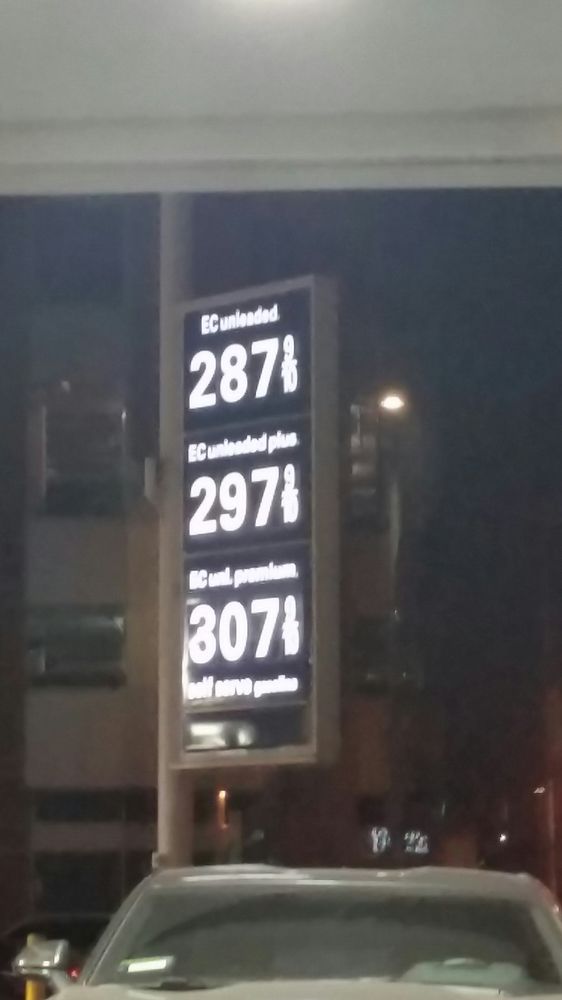 EC unleaded.
287 9/10
EC unleaded plus.
297 9/10
EC unl. premium.
307 9/10
self serve gasoline